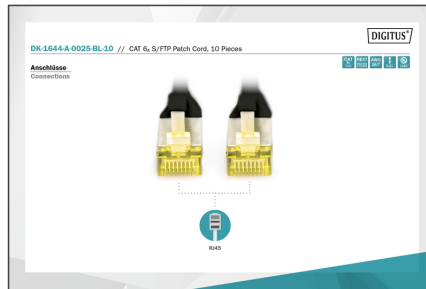 DIGITUS®
DK-1644-A-0025-BL-10 // CAT 6A S/FTP Patch Cord, 10 Pieces
Anschlüsse
Connections
RJ45